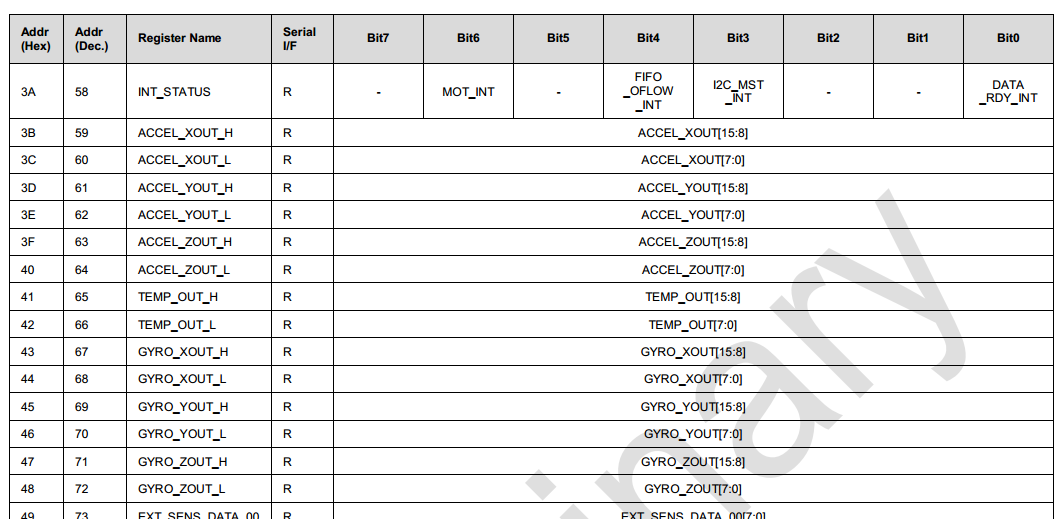 Addr (Hex) Addr (Dec.) Register Name Serial I/F Bit7 Bit6 Bit5 Bit4 Bit3 Bit2 Bit1 Bit0
3A 58 INT_STATUS R - MOT_INT - FIFO _OFLOW _INT I2C_MST _INT - - DATA _RDY_INT
3B 59 ACCEL_XOUT_H R ACCEL_XOUT[15:8]
3C 60 ACCEL_XOUT_L R ACCEL_XOUT[7:0]
3D 61 ACCEL_YOUT_H R ACCEL_YOUT[15:8]
3E 62 ACCEL_YOUT_L R ACCEL_YOUT[7:0]
3F 63 ACCEL_ZOUT_H R ACCEL_ZOUT[15:8]
40 64 ACCEL_ZOUT_L R ACCEL_ZOUT[7:0]
41 65 TEMP_OUT_H R TEMP_OUT[15:8]
42 66 TEMP_OUT_L R TEMP_OUT[7:0]
43 67 GYRO_XOUT_H R GYRO_XOUT[15:8]
44 68 GYRO_XOUT_L R GYRO_XOUT[7:0]
45 69 GYRO_YOUT_H R GYRO_YOUT[15:8]
46 70 GYRO_YOUT_L R GYRO_YOUT[7:0]
47 71 GYRO_ZOUT_H R GYRO_ZOUT[15:8]
48 72 GYRO_ZOUT_L R GYRO_ZOUT[7:0]
49 73 EXT_SENS_DATA_00 R EXT_SENS_DATA_00[7:0]
inary